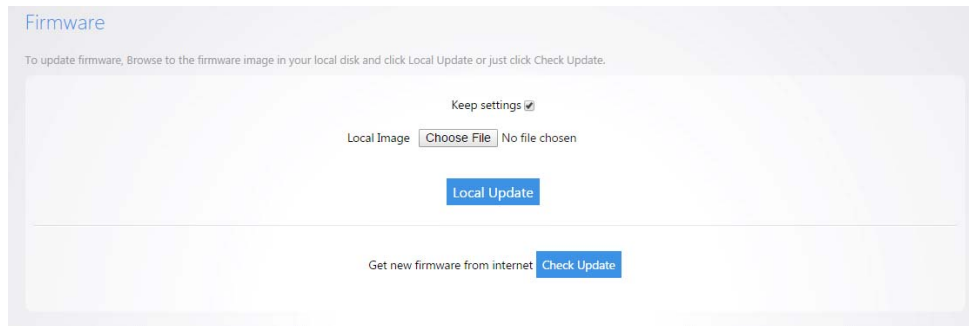 Firmware
To update firmware, Browse to the firmware image in your local disk and click Local Update or just click Check Update.
Keep settings
Local Image Choose File No file chosen
Local Update
Get new firmware from internet Check Update